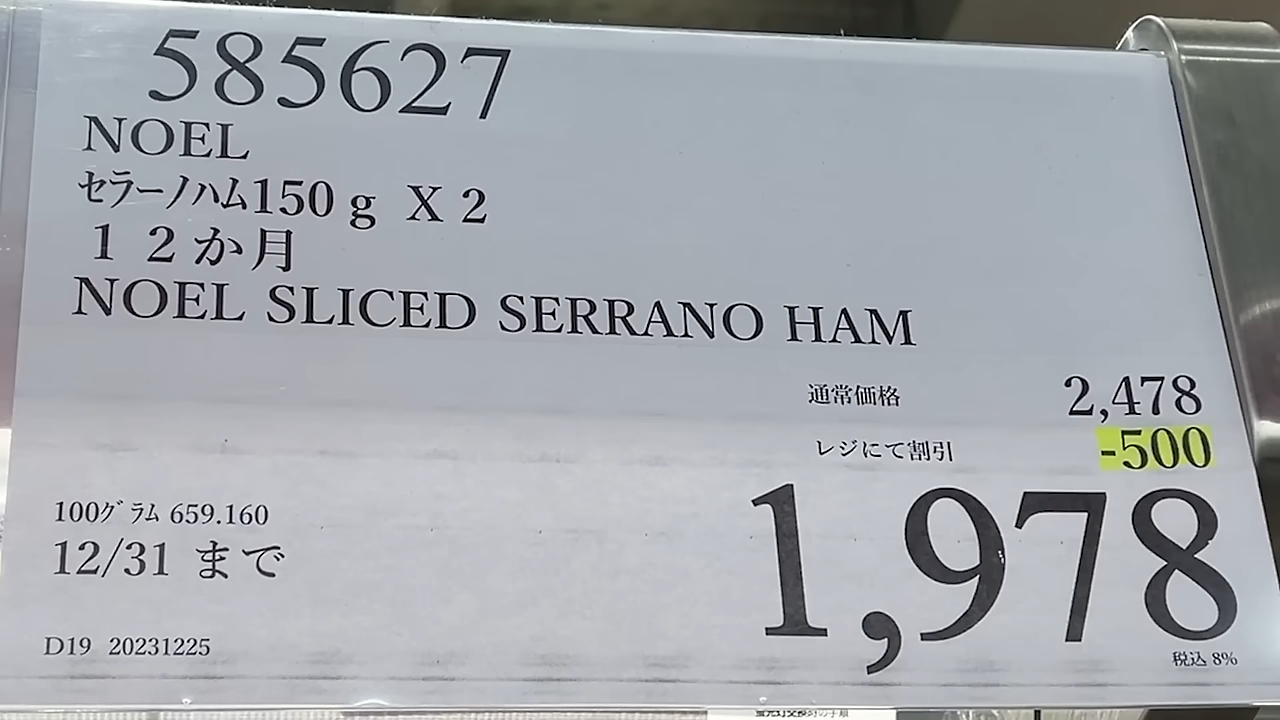 585627
NOEL
ｾﾗｰﾉﾊﾑ150ｇ Ｘ２
１２か月
NOEL SLICED SERRANO HAM
通常価格 2,478
レジにて割引 -500
1,978
100ｸﾞﾗﾑ 659.160
12/31 まで
税込 8%
D19 20231225